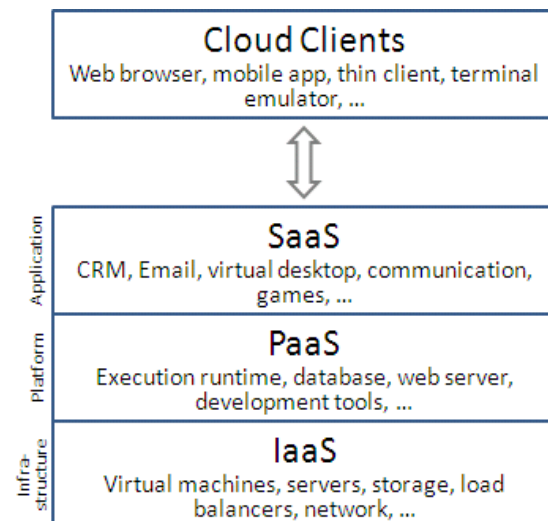 Cloud Clients
Web browser, mobile app, thin client, terminal
emulator, ...
Application
SaaS
CRM, Email, virtual desktop, communication,
games, ...
Platform
PaaS
Execution runtime, database, web server,
development tools, ...
Infra-
structure
IaaS
Virtual machines, servers, storage, load
balancers, network, ...